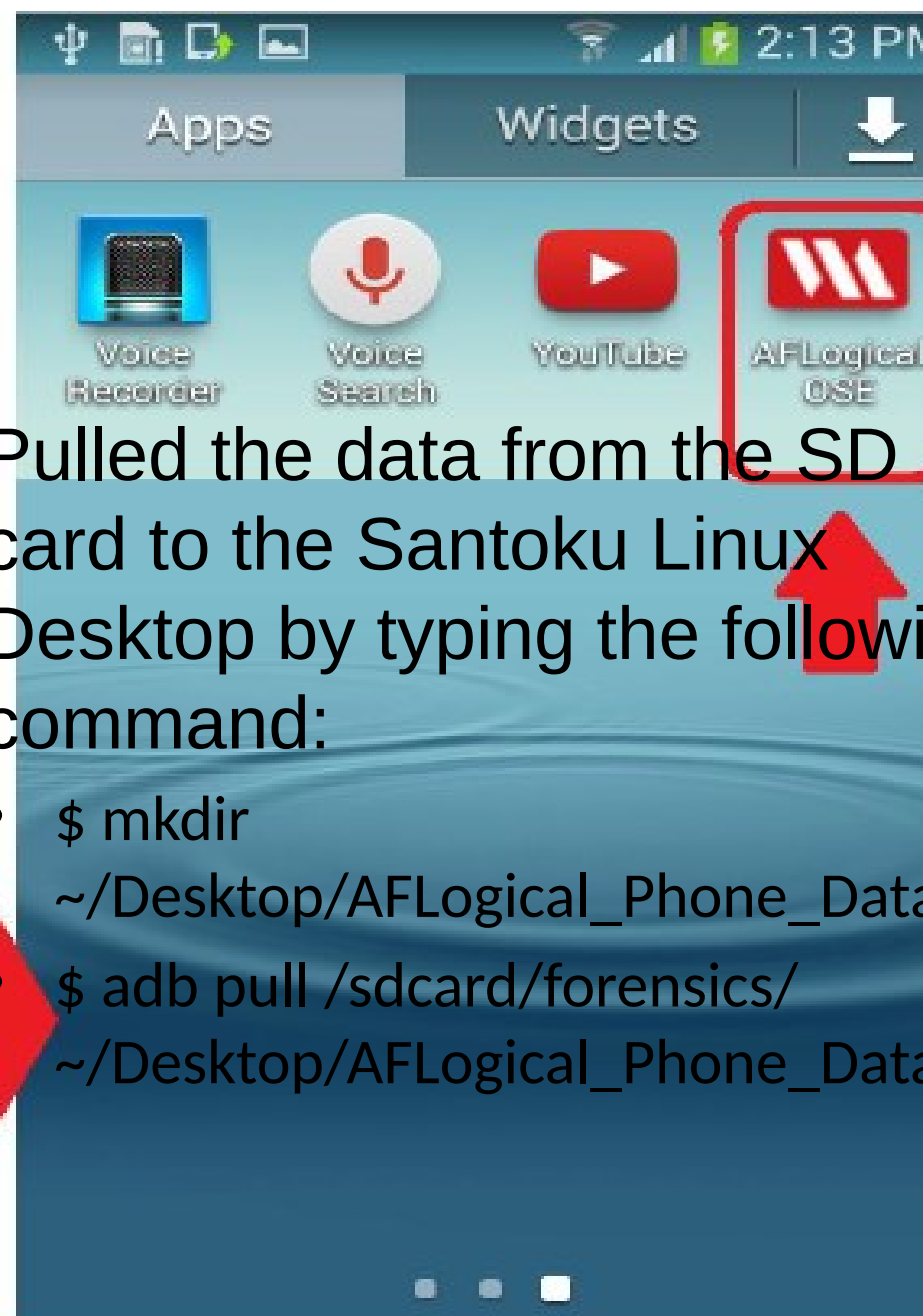 2:13 PM
Apps Widgets
Voice Recorder
Voice Search
YouTube
AFLogical OSE
Pulled the data from the SD
card to the Santoku Linux
Desktop by typing the
command:
• $ mkdir
~/Desktop/AFLogical_Phone_Data
• $ adb pull /sdcard/forensics/
~/Desktop/AFLogical_Phone_Data